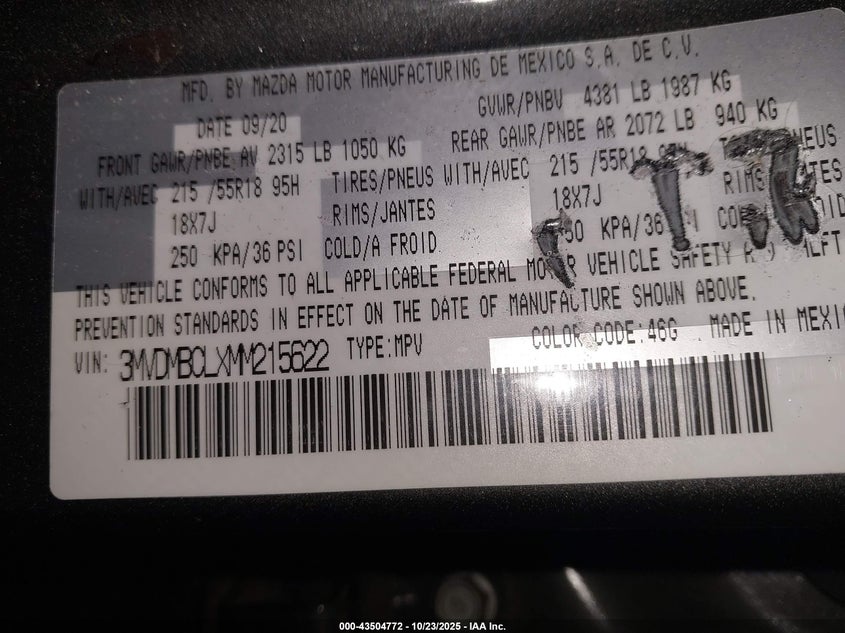 MFD. BY MAZDA MOTOR MANUFACTURING DE MEXICO S.A. DE C.V.
DATE 09/20 GVWR/PNBV 4381 LB 1987 KG
FRONT GAWR/PNBE AV 2315 LB 1050 KG REAR GAWR/PNBE AR 2072 LB 940 KG
WITH/AVEC 215 /55R18 95H TIRES/PNEUS WITH/AVEC 215 /55R18
18X7J RIMS/JANTES 18X7J
250 KPA/36 PSI COLD/A FROID KPA/36
THIS VEHICLE CONFORMS TO ALL APPLICABLE FEDERAL VEHICLE
PREVENTION STANDARDS IN EFFECT ON THE DATE OF MANUFACTURE SHOWN ABOVE.
VIN: 3MVDMBCLXMM215622 TYPE:MPV COLOR CODE:46G MADE IN
000-43504772 - 10/23/2025 - IAA Inc.